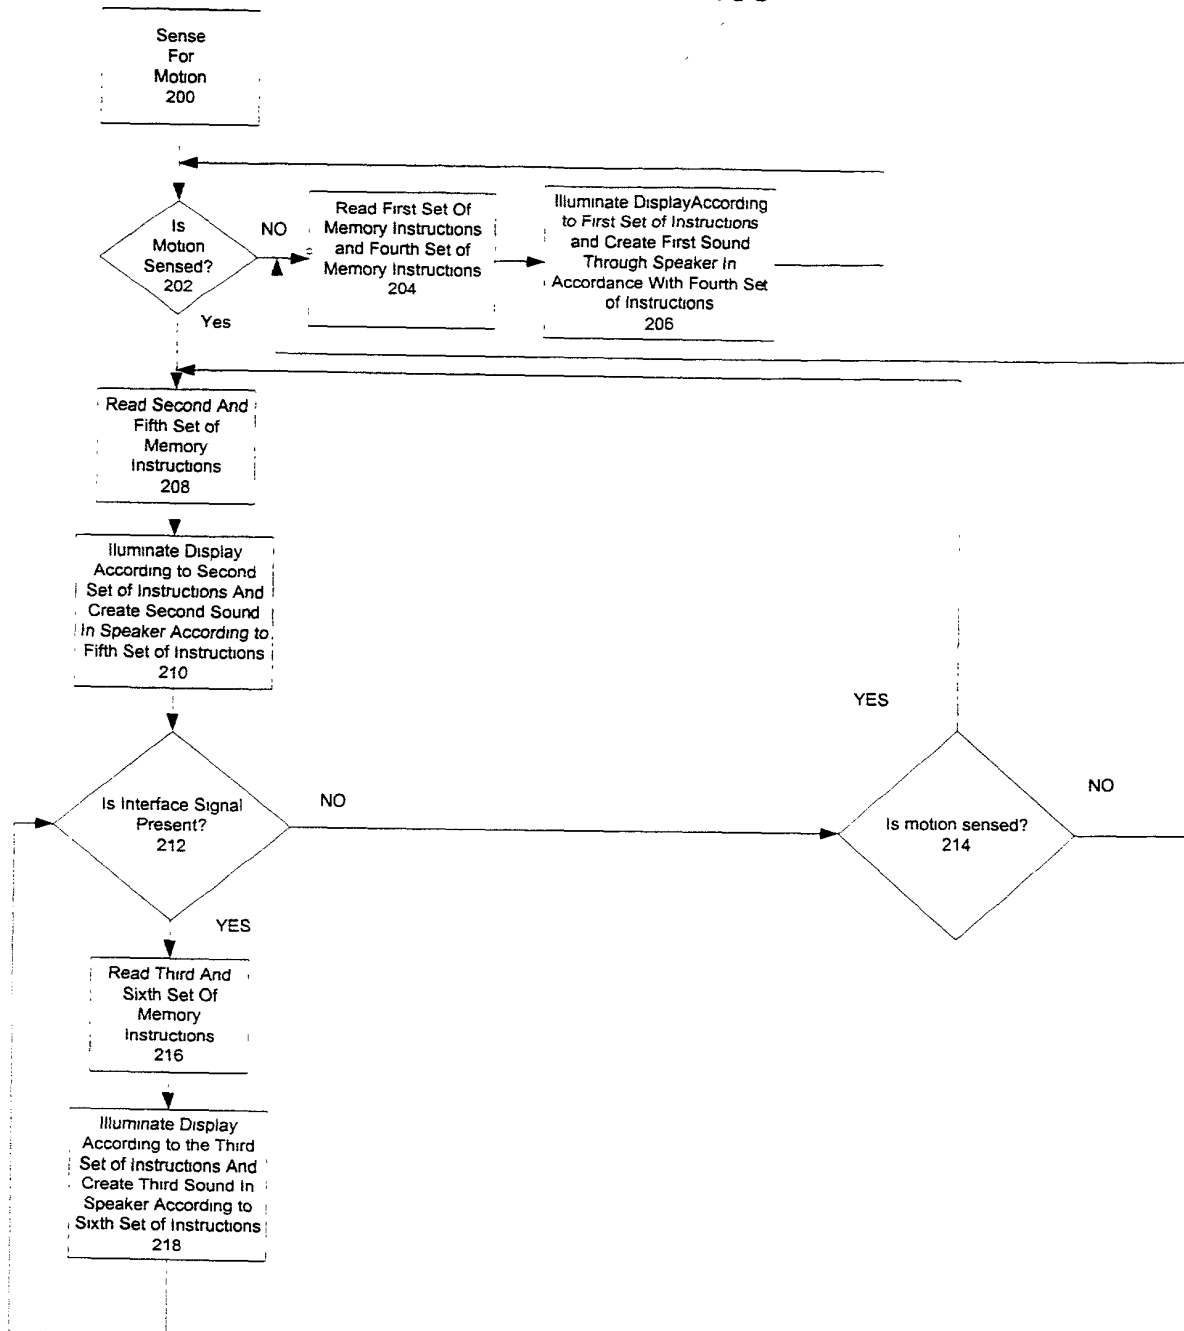 Sense
For
Motion
200
Is
Motion
Sensed?
202
NO
Yes
Read First Set Of
Memory Instructions
and Fourth Set of
Memory Instructions
204
Illuminate DisplayAccording
to First Set of Instructions
and Create First Sound
Through Speaker In
Accordance With Fourth Set
of Instructions
206
Read Second And
Fifth Set of
Memory
Instructions
208
Iluminate Display
According to Second
Set of Instructions And
Create Second Sound
In Speaker According to
Fifth Set of Instructions
210
Is Interface Signal
Present?
212
NO
YES
YES
Is motion sensed?
214
NO
Read Third And
Sixth Set Of
Memory
Instructions
216
Illuminate Display
According to the Third
Set of Instructions And
Create Third Sound In
Speaker According to
Sixth Set of Instructions
218